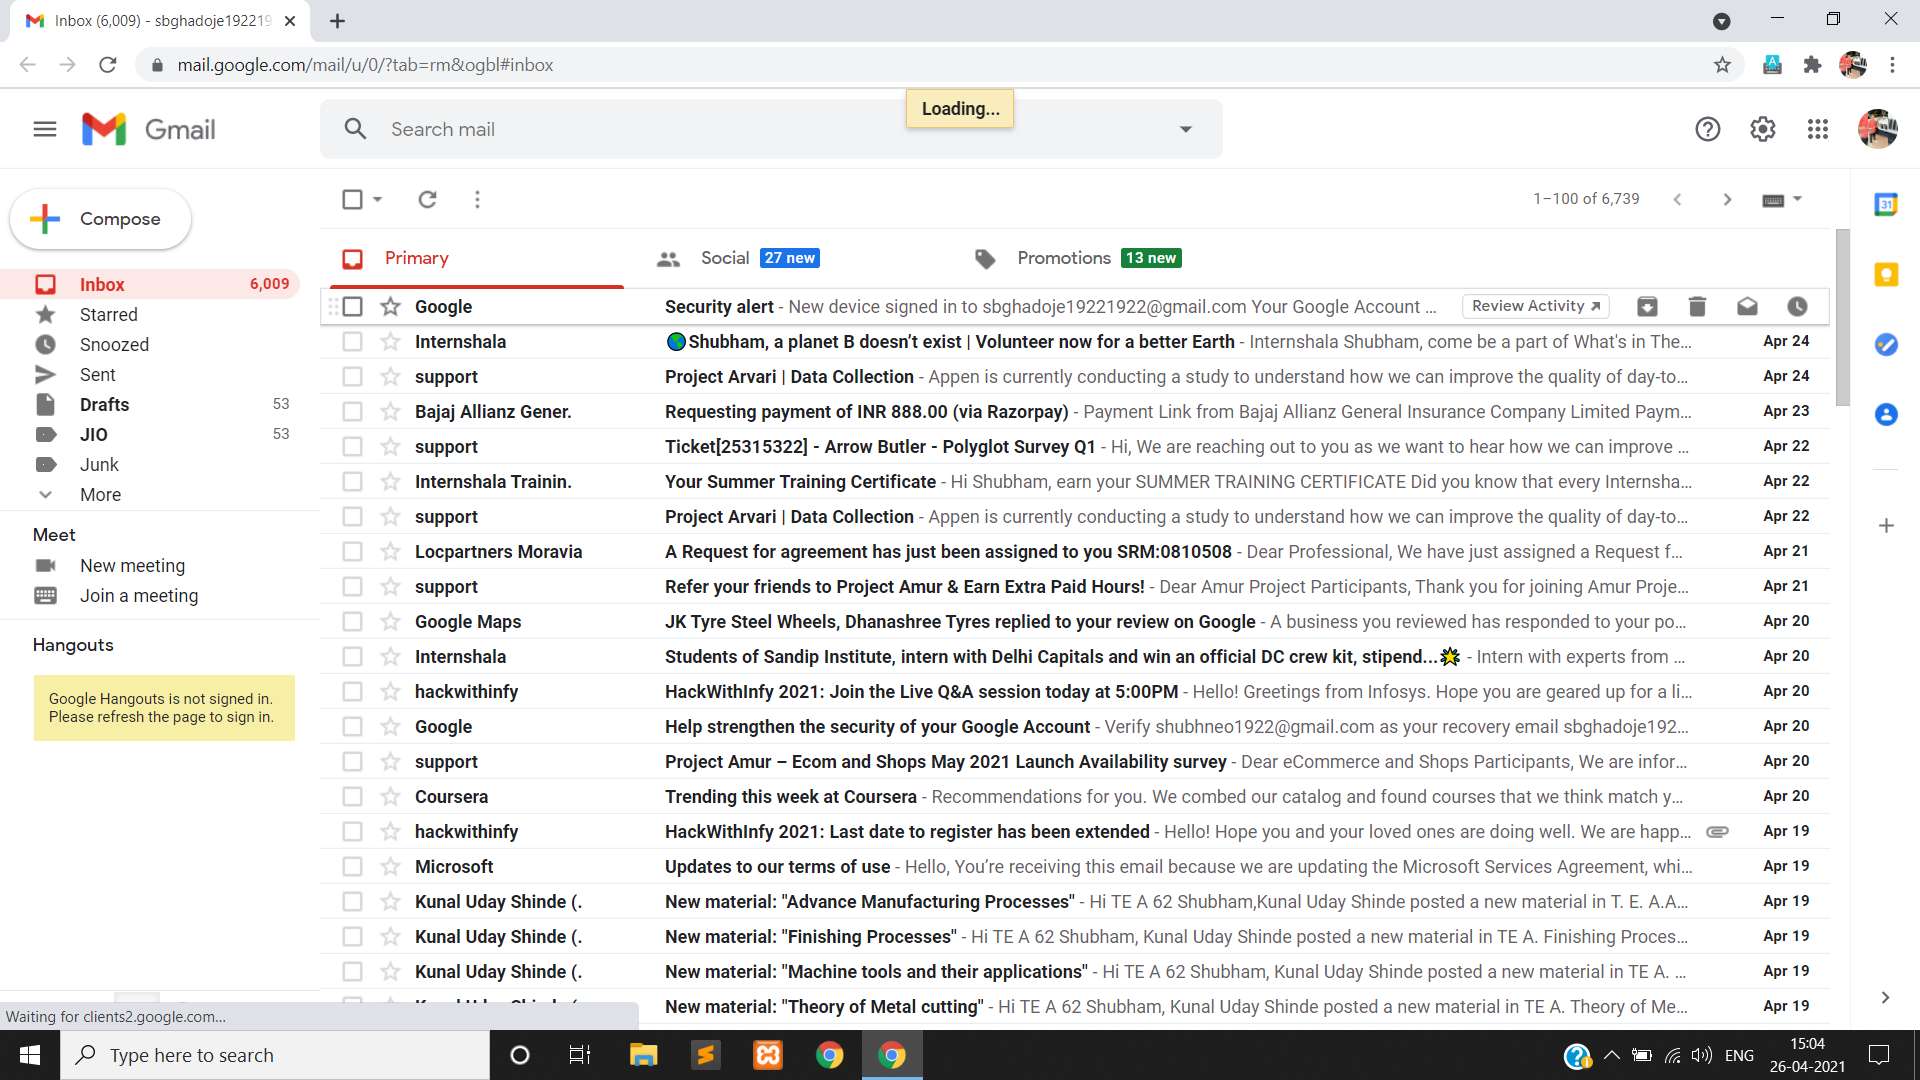 Inbox (6,009) - sbghadoje192219
mail.google.com/mail/u/0/?tab=rm&ogbl#inbox
Loading...
Gmail
Search mail
Compose
1–100 of 6,739
Primary
Social 27 new
Promotions 13 new
Inbox 6,009
Starred
Snoozed
Sent
Drafts 53
JIO 53
Junk
More
Meet
New meeting
Join a meeting
Hangouts
Google Hangouts is not signed in.
Please refresh the page to sign in.
Google Security alert - New device signed in to sbghadoje19221922@gmail.com Your Google Account ... Review Activity
Internshala Shubham, a planet B doesn’t exist | Volunteer now for a better Earth - Internshala Shubham, come be a part of What's in The... Apr 24
support Project Arvari | Data Collection - Appen is currently conducting a study to understand how we can improve the quality of day-to... Apr 24
Bajaj Allianz Gener. Requesting payment of INR 888.00 (via Razorpay) - Payment Link from Bajaj Allianz General Insurance Company Limited Paym... Apr 23
support Ticket[25315322] - Arrow Butler - Polyglot Survey Q1 - Hi, We are reaching out to you as we want to hear how we can improve ... Apr 22
Internshala Trainin. Your Summer Training Certificate - Hi Shubham, earn your SUMMER TRAINING CERTIFICATE Did you know that every Internsha... Apr 22
support Project Arvari | Data Collection - Appen is currently conducting a study to understand how we can improve the quality of day-to... Apr 22
Locpartners Moravia A Request for agreement has just been assigned to you SRM:0810508 - Dear Professional, We have just assigned a Request f... Apr 21
support Refer your friends to Project Amur & Earn Extra Paid Hours! - Dear Amur Project Participants, Thank you for joining Amur Proje... Apr 21
Google Maps JK Tyre Steel Wheels, Dhanashree Tyres replied to your review on Google - A business you reviewed has responded to your po... Apr 20
Internshala Students of Sandip Institute, intern with Delhi Capitals and win an official DC crew kit, stipend... - Intern with experts from ... Apr 20
hackwithinfy HackWithInfy 2021: Join the Live Q&A session today at 5:00PM - Hello! Greetings from Infosys. Hope you are geared up for a li... Apr 20
Google Help strengthen the security of your Google Account - Verify shubhneo1922@gmail.com as your recovery email sbghadoje192... Apr 20
support Project Amur – Ecom and Shops May 2021 Launch Availability survey - Dear eCommerce and Shops Participants, We are infor... Apr 20
Coursera Trending this week at Coursera - Recommendations for you. We combed our catalog and found courses that we think match y... Apr 20
hackwithinfy HackWithInfy 2021: Last date to register has been extended - Hello! Hope you and your loved ones are doing well. We are happ... Apr 19
Microsoft Updates to our terms of use - Hello, You’re receiving this email because we are updating the Microsoft Services Agreement, whi... Apr 19
Kunal Uday Shinde (. New material: "Advance Manufacturing Processes" - Hi TE A 62 Shubham,Kunal Uday Shinde posted a new material in T. E. A.A... Apr 19
Kunal Uday Shinde (. New material: "Finishing Processes" - Hi TE A 62 Shubham, Kunal Uday Shinde posted a new material in TE A. Finishing Proces... Apr 19
Kunal Uday Shinde (. New material: "Machine tools and their applications" - Hi TE A 62 Shubham, Kunal Uday Shinde posted a new material in TE A. ... Apr 19
New material: "Theory of Metal cutting" - Hi TE A 62 Shubham, Kunal Uday Shinde posted a new material in TE A. Theory of Me... Apr 19
Waiting for clients2.google.com...
Type here to search
ENG
15:04
26-04-2021